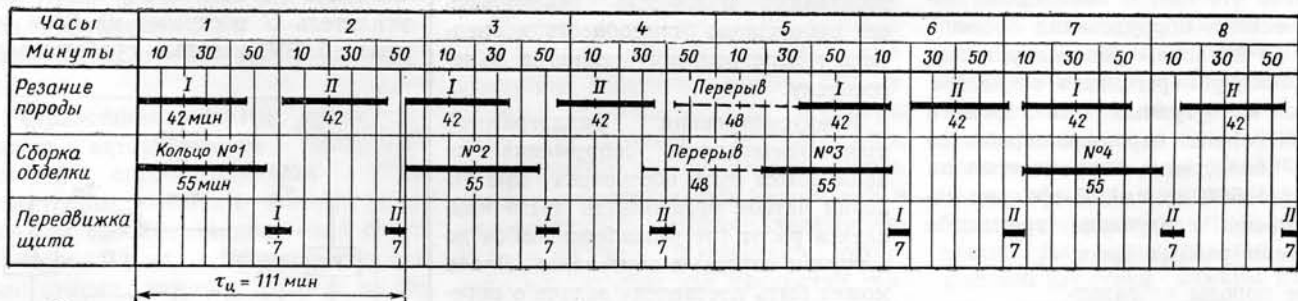 Часы 1 2 3 4 5 6 7 8
Минуты 10 30 50 10 30 50 10 30 50 10 30 50 10 30 50 10 30 50 10 30 50 10 30 50
I II I II Перерыв I II I II
Резание породы 42 мин 42 42 42 48 42 42 42 42
Кольцо №1 №2 Перерыв №3 №4
Сборка обделки 55 мин 55 48 55 55
I II I II I II II II
Передвижка щита 7 7 7 7 7 7 7 7
τц = 111 мин